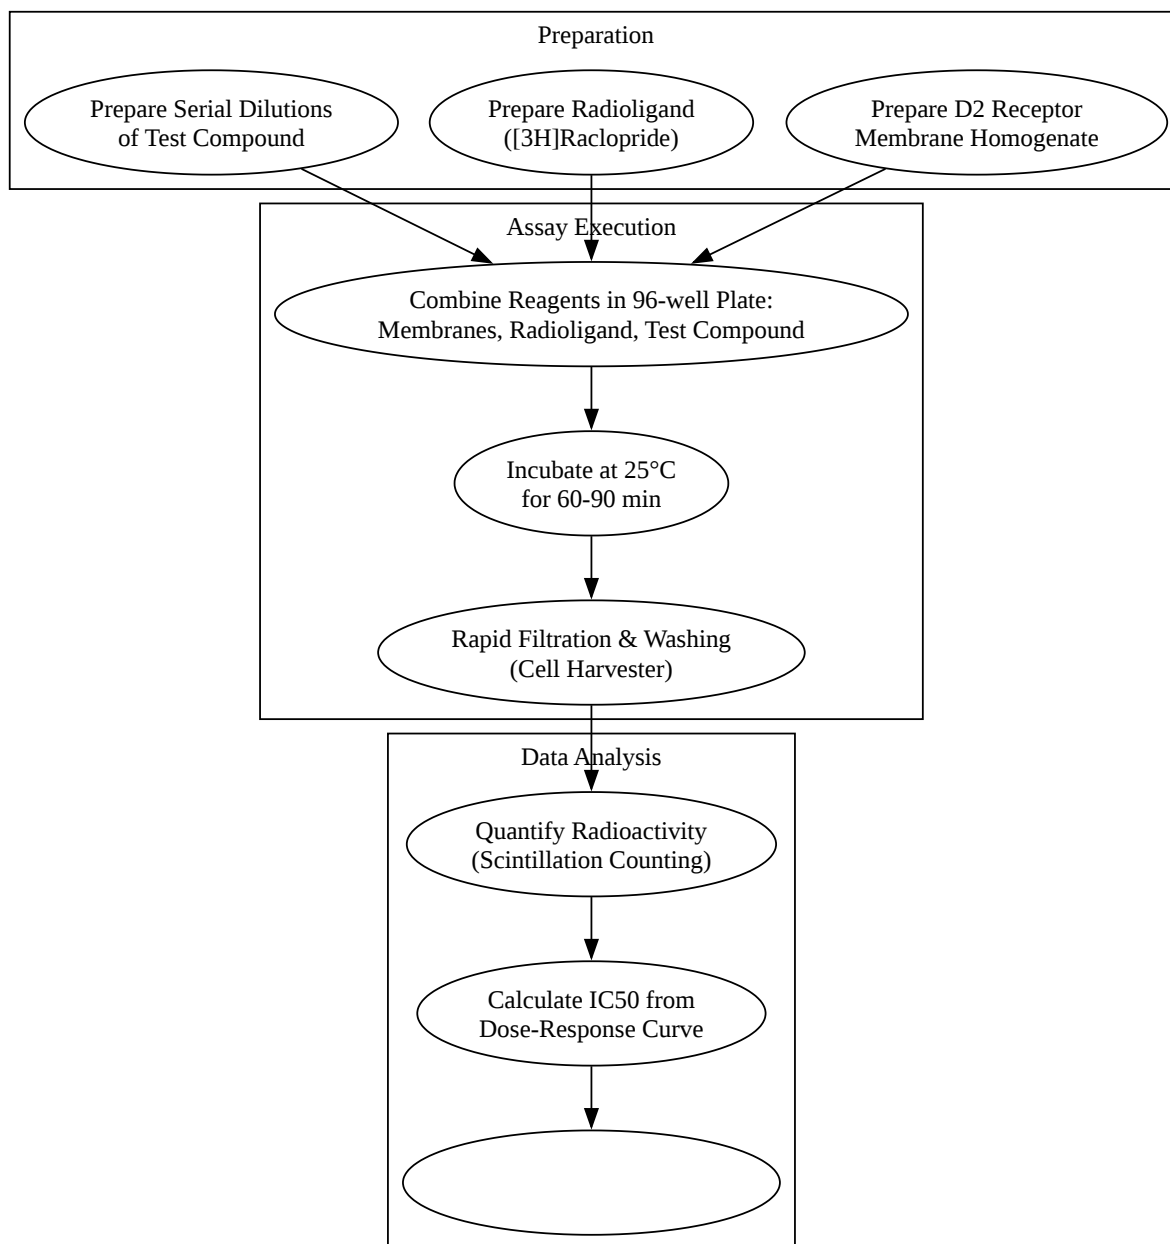 Preparation
Prepare Serial Dilutions
of Test Compound
Prepare Radioligand
([3H]Raclopride)
Prepare D2 Receptor
Membrane Homogenate
Assay Execution
Combine Reagents in 96-well Plate:
Membranes, Radioligand, Test Compound
Incubate at 25°C
for 60-90 min
Rapid Filtration & Washing
(Cell Harvester)
Data Analysis
Quantify Radioactivity
(Scintillation Counting)
Calculate IC50 from
Dose-Response Curve